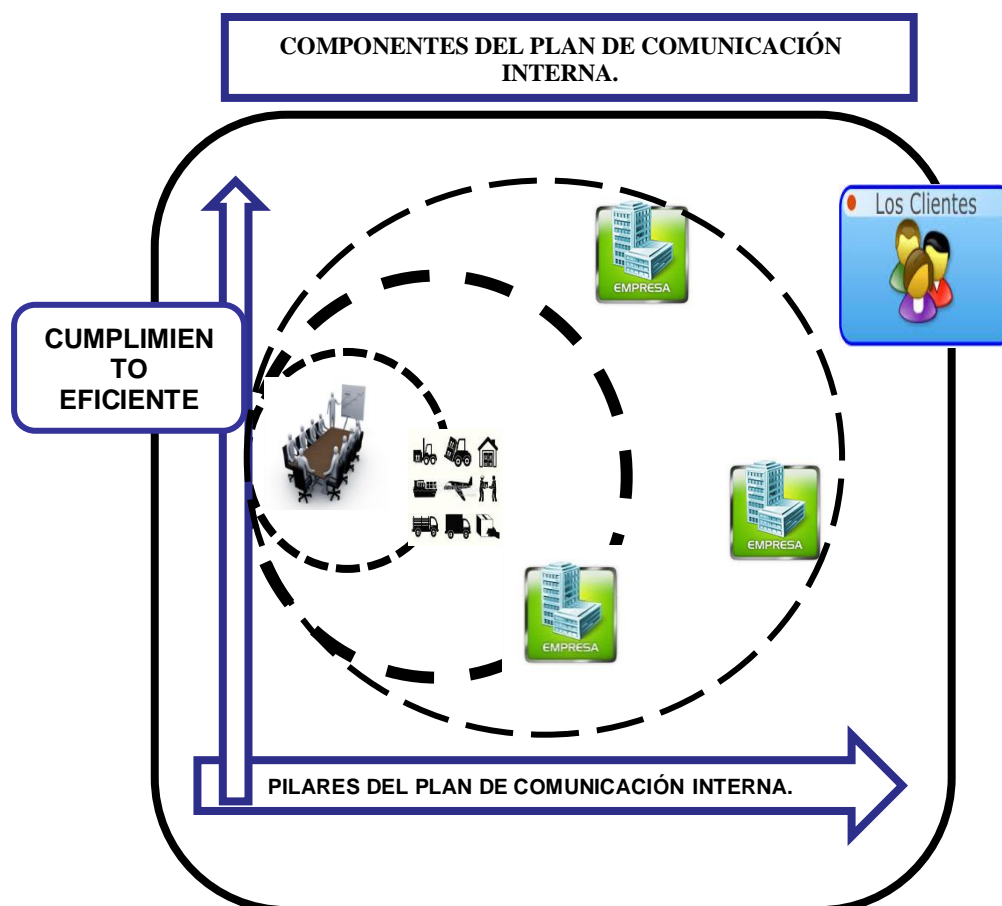 COMPONENTES DEL PLAN DE COMUNICACIÓN
INTERNA.
Los Clientes
EMPRESA
CUMPLIMIEN
TO
EFICIENTE
EMPRESA
EMPRESA
PILARES DEL PLAN DE COMUNICACIÓN INTERNA.